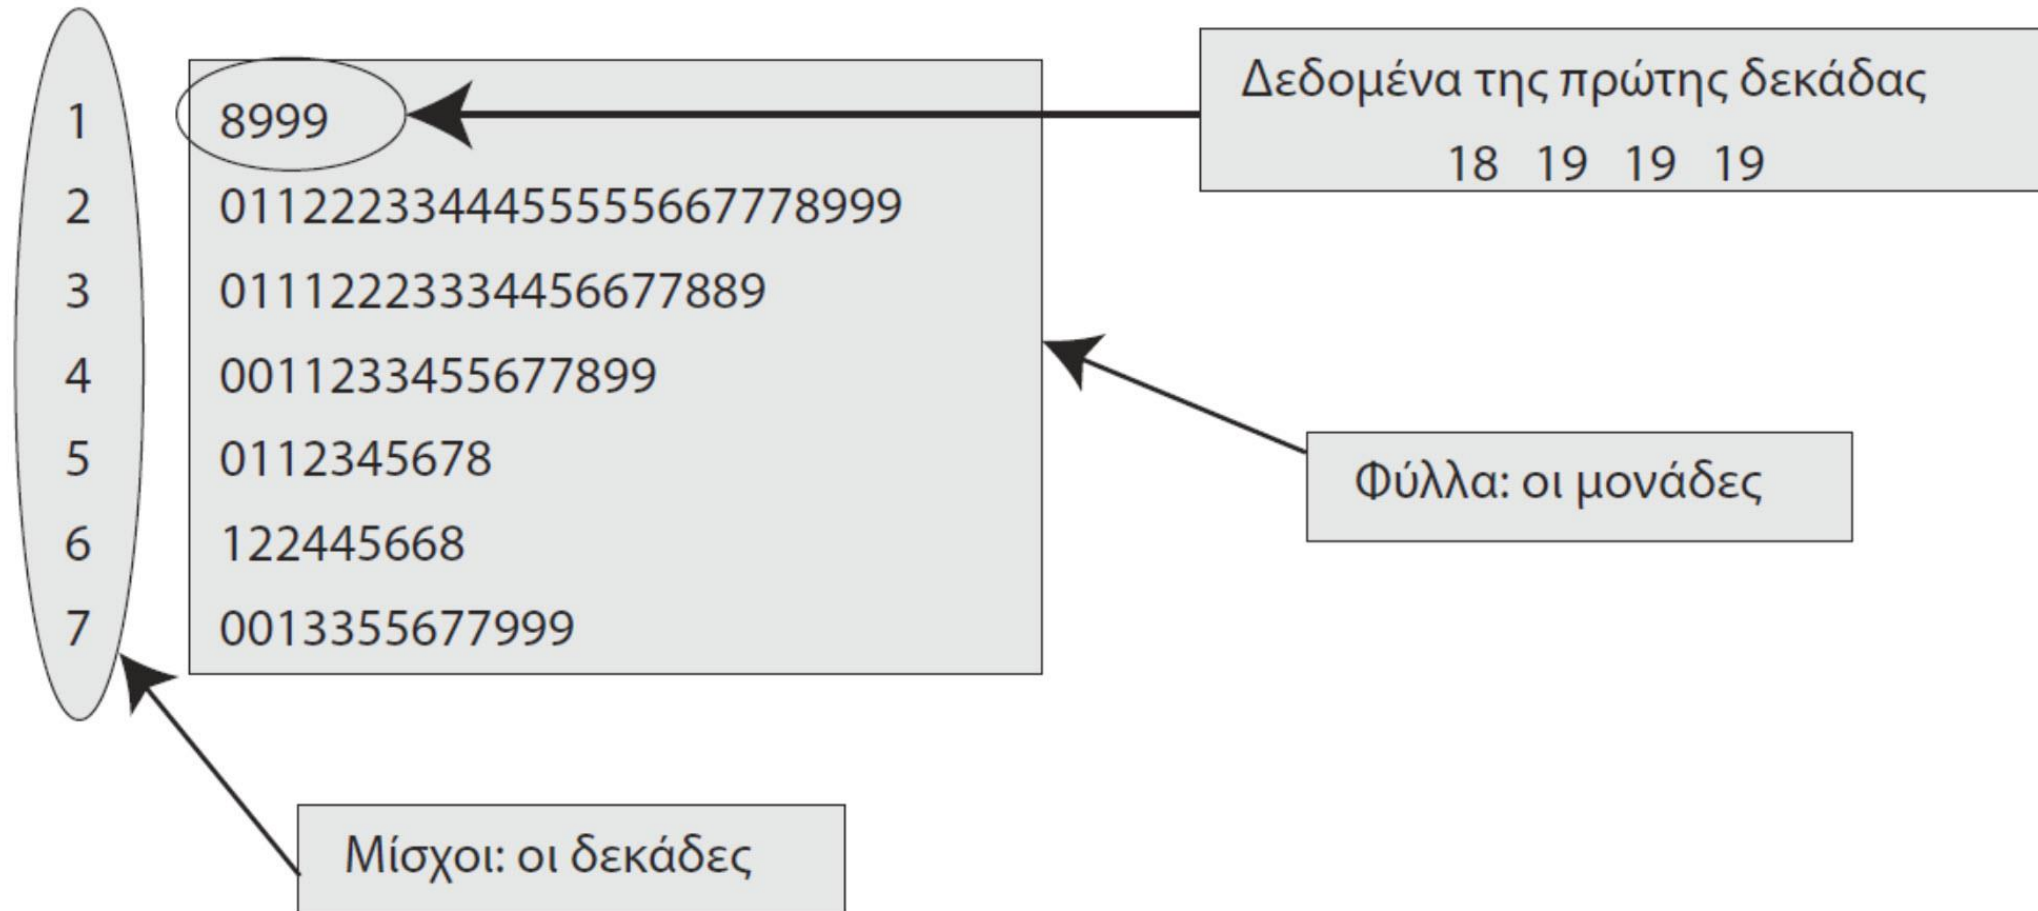 1 8999
2 0112223344455555667778999
3 01112223334456677889
4 0011233455677899
5 0112345678
6 122445668
7 0013355677999
Δεδομένα της πρώτης δεκάδας
18 19 19 19
Φύλλα: οι μονάδες
Μίσχοι: οι δεκάδες